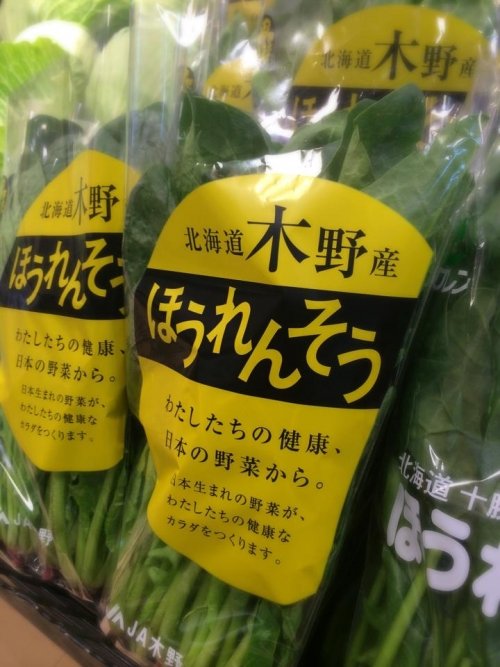 北海道木野産
北海道木野産
ほうれんそう
わたしたちの健康、
日本の野菜から。
日本生まれの野菜が、
わたしたちの健康な
カラダをつくります。
JA木野
北海道木野
ほうれんそう
わたしたちの健康、
日本の野菜から。
日本生まれの野菜が、
わたしたちの健康な
カラダをつくります。
北海道 十勝
ほうれ